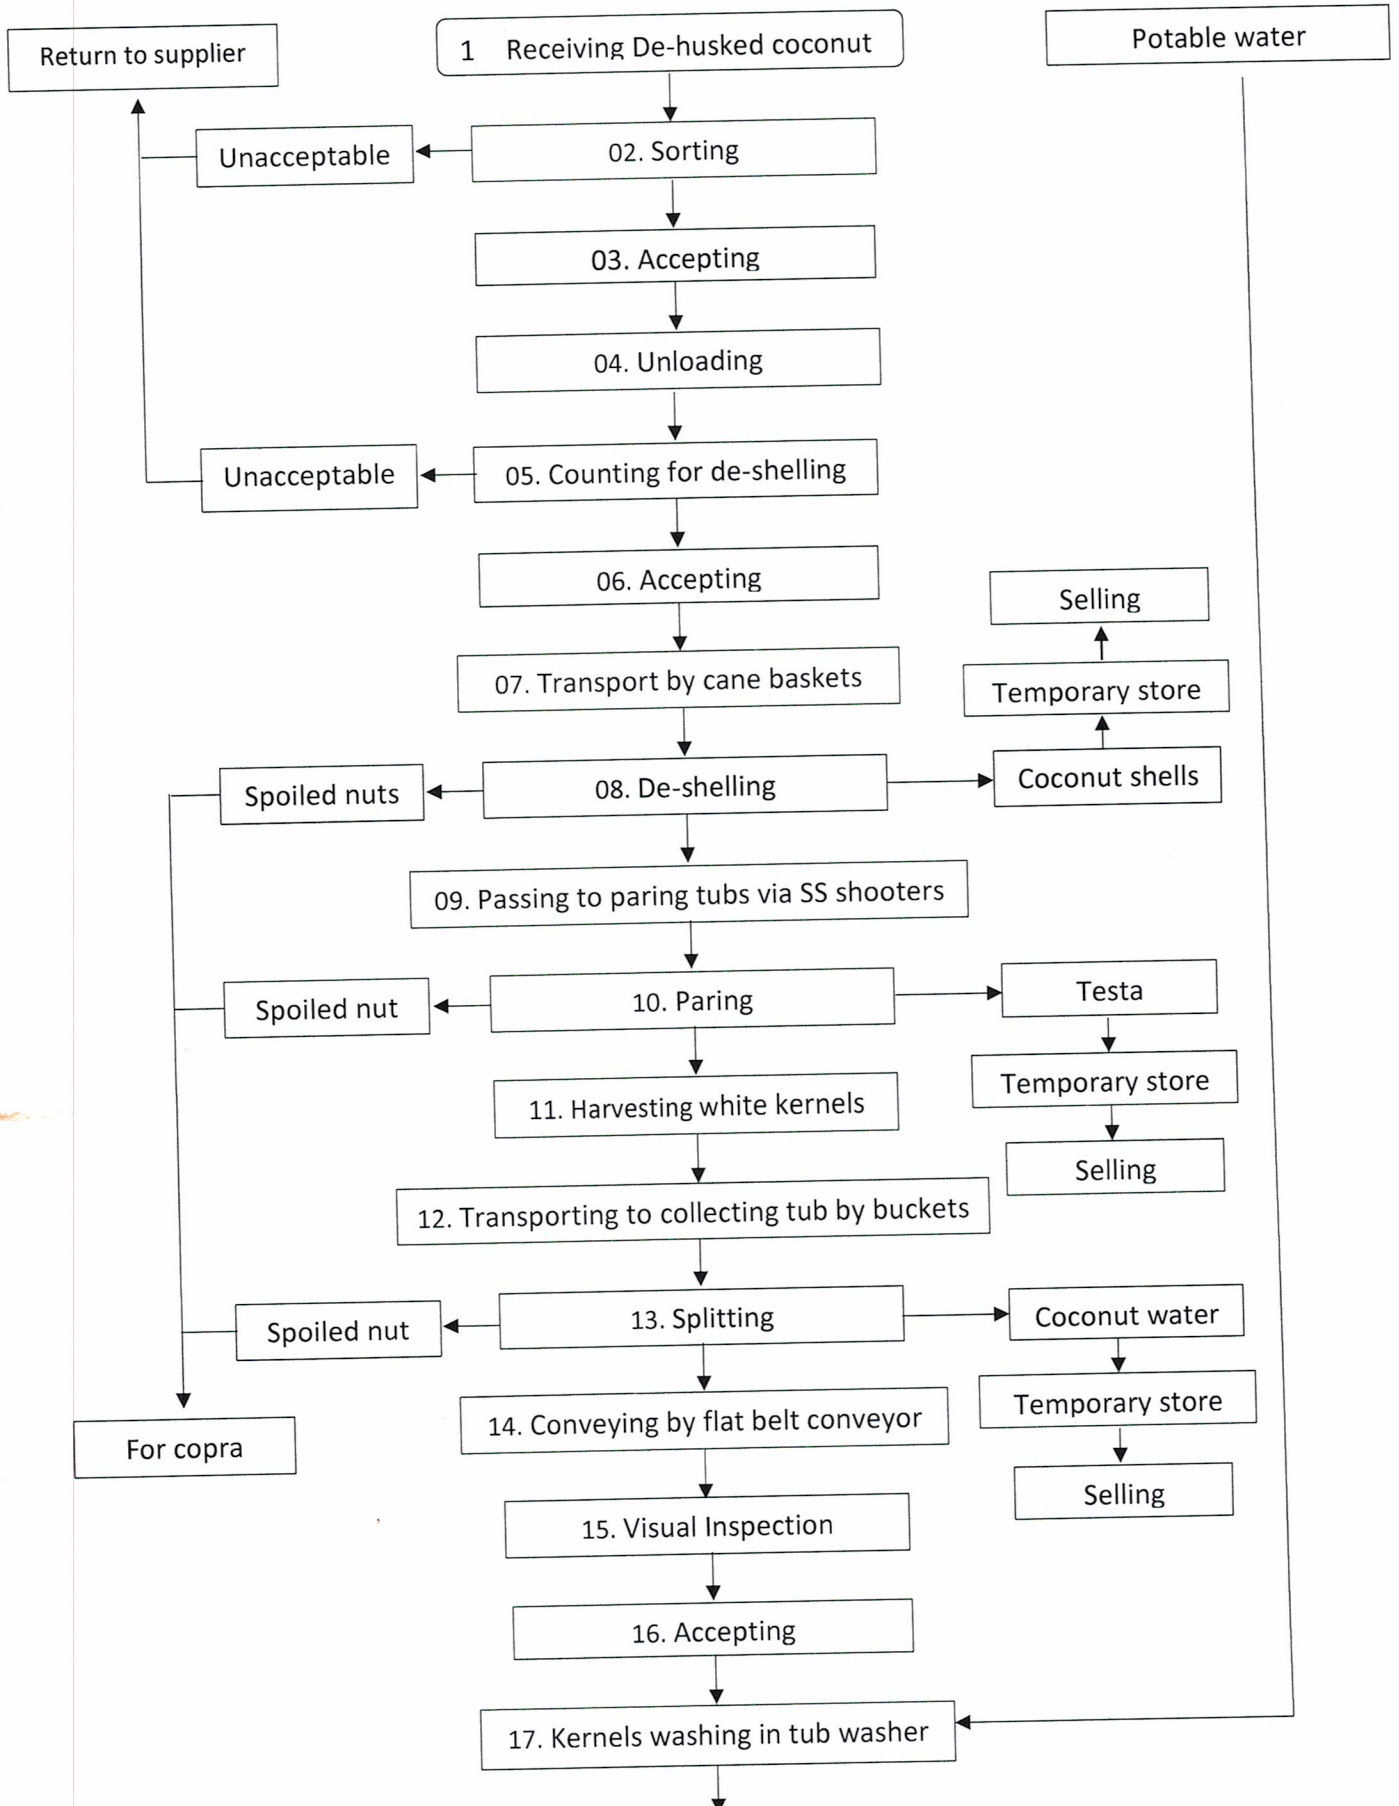 Return to supplier
1 Receiving De-husked coconut
Potable water
Unacceptable
02. Sorting
03. Accepting
04. Unloading
Unacceptable
05. Counting for de-shelling
06. Accepting
Selling
07. Transport by cane baskets
Temporary store
Spoiled nuts
08. De-shelling
Coconut shells
09. Passing to paring tubs via SS shooters
Spoiled nut
10. Paring
Testa
Temporary store
11. Harvesting white kernels
Selling
12. Transporting to collecting tub by buckets
Spoiled nut
13. Splitting
Coconut water
Temporary store
14. Conveying by flat belt conveyor
For copra
Selling
15. Visual Inspection
16. Accepting
17. Kernels washing in tub washer